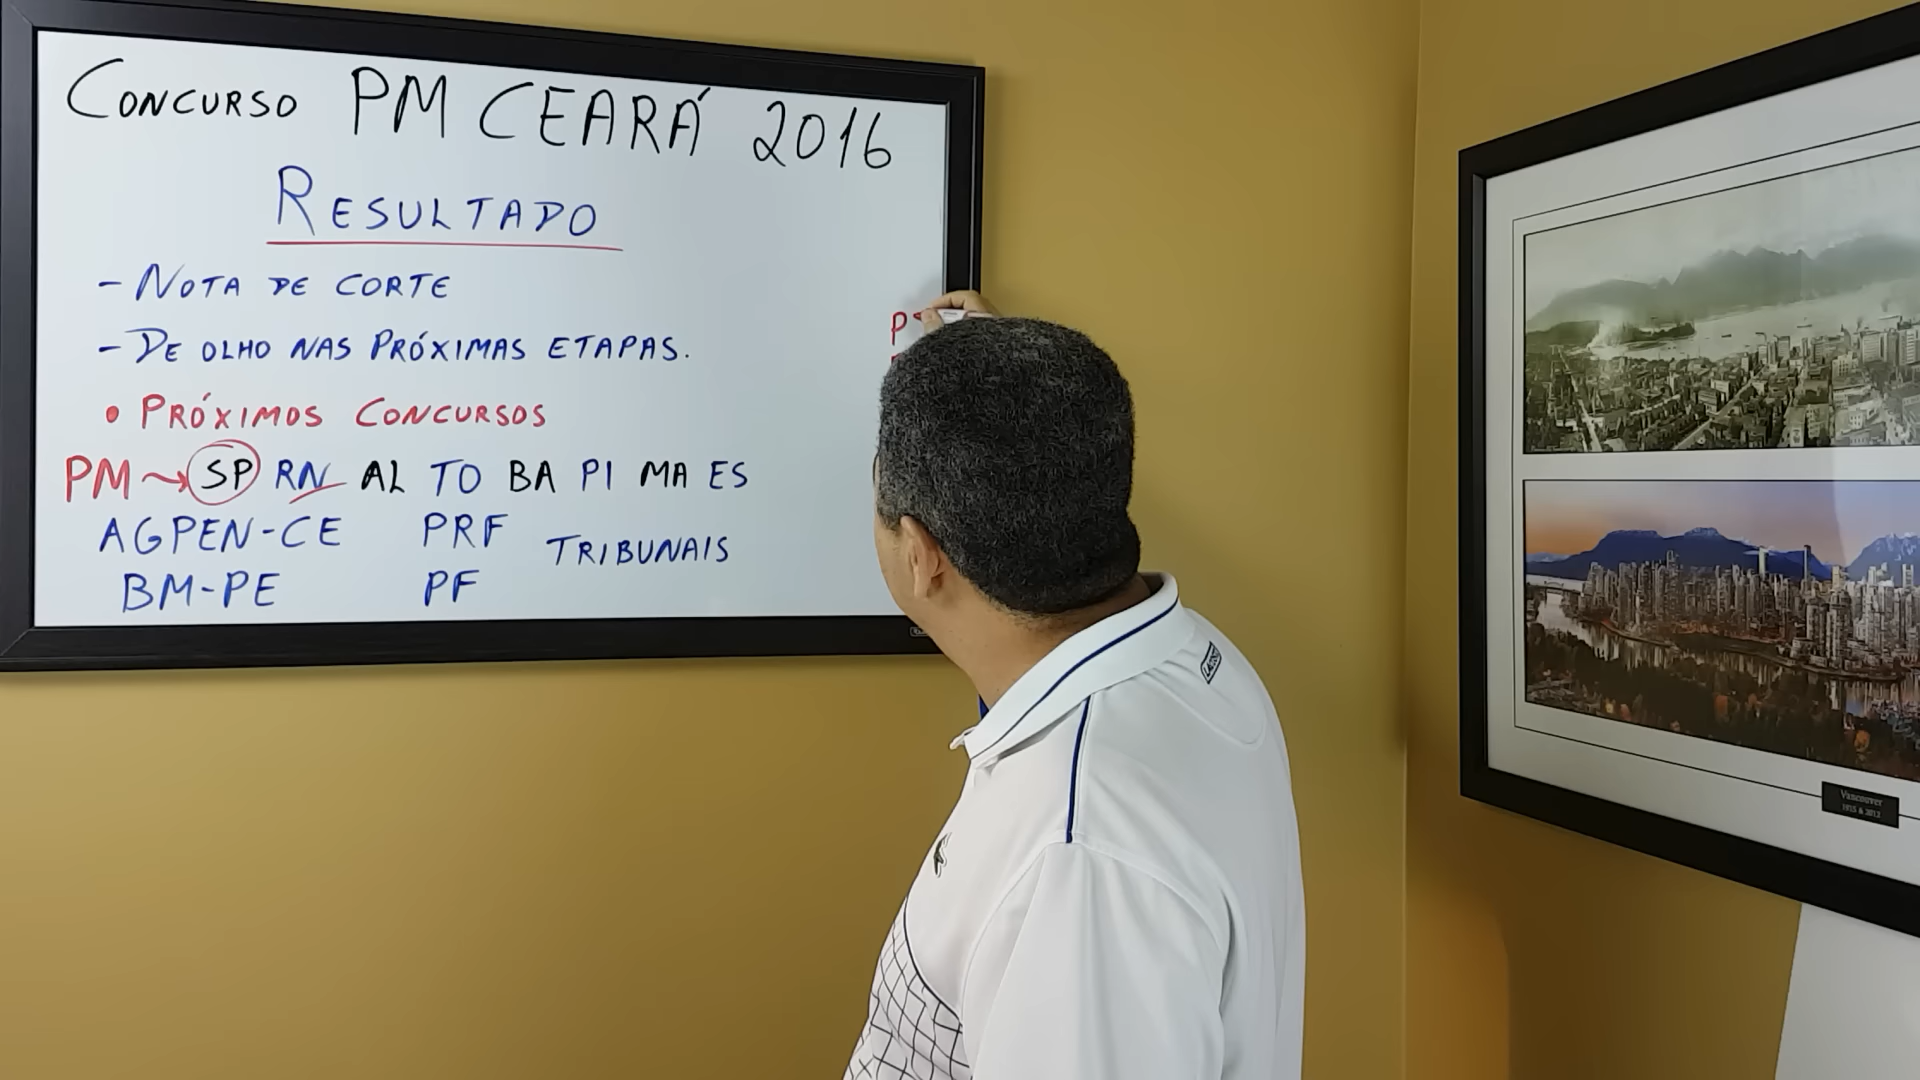 CONCURSO PM CEARÁ 2016
RESULTADO
- NOTA DE CORTE
- DE OLHO NAS PRÓXIMAS ETAPAS.
• PRÓXIMOS CONCURSOS
PM → SP RN AL TO BA PI MA ES
AGPEN-CE PRF TRIBUNAIS
BM-PE PF
P
Vancouver